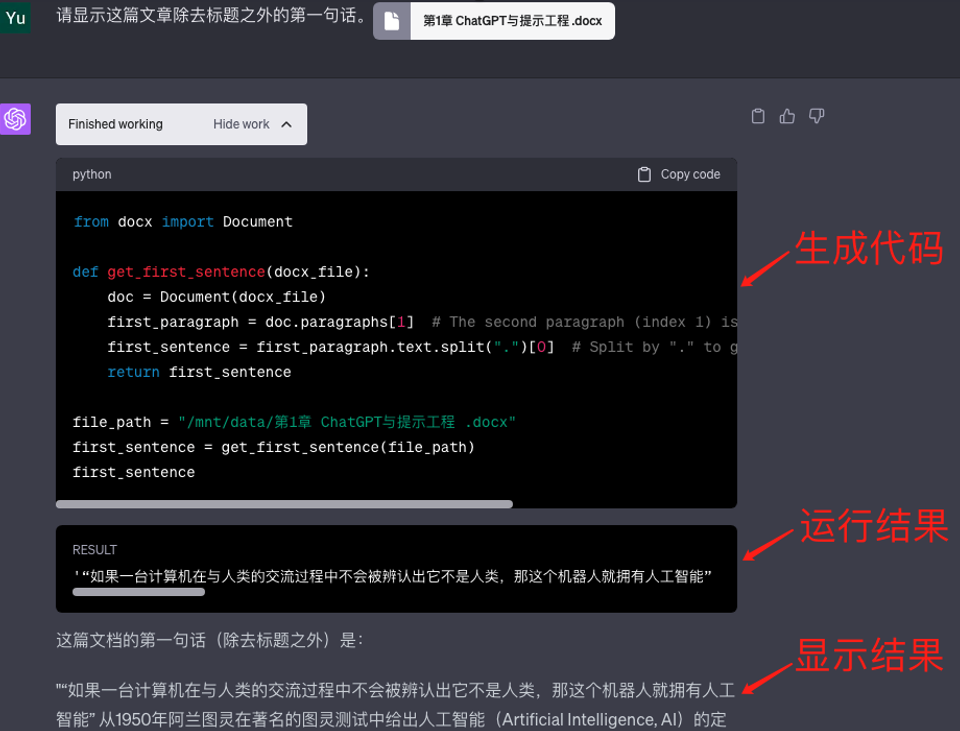 Yu
请显示这篇文章除去标题之外的第一句话。 第1章 ChatGPT与提示工程 .docx
Finished working Hide work
python Copy code
from docx import Document
def get_first_sentence(docx_file):
    doc = Document(docx_file)
    first_paragraph = doc.paragraphs[1]  # The second paragraph (index 1) is
    first_sentence = first_paragraph.text.split(".")[0]  # Split by "." to g
    return first_sentence
file_path = "/mnt/data/第1章 ChatGPT与提示工程 .docx"
first_sentence = get_first_sentence(file_path)
first_sentence
生成代码
RESULT
'“如果一台计算机在与人类的交流过程中不会被辨认出它不是人类，那这个机器人就拥有人工智能”
运行结果
这篇文档的第一句话（除去标题之外）是：
"“如果一台计算机在与人类的交流过程中不会被辨认出它不是人类，那这个机器人就拥有人工
智能” 从1950年阿兰图灵在著名的图灵测试中给出人工智能（Artificial Intelligence, AI）的定
显示结果